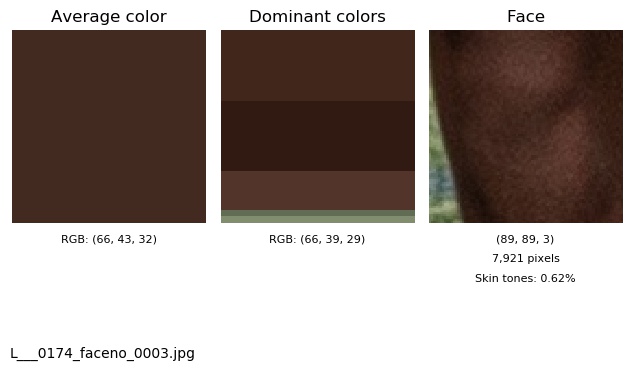 Average color
Dominant colors
Face
RGB: (66, 43, 32)
RGB: (66, 39, 29)
(89, 89, 3)
7,921 pixels
Skin tones: 0.62%
L___0174_faceno_0003.jpg